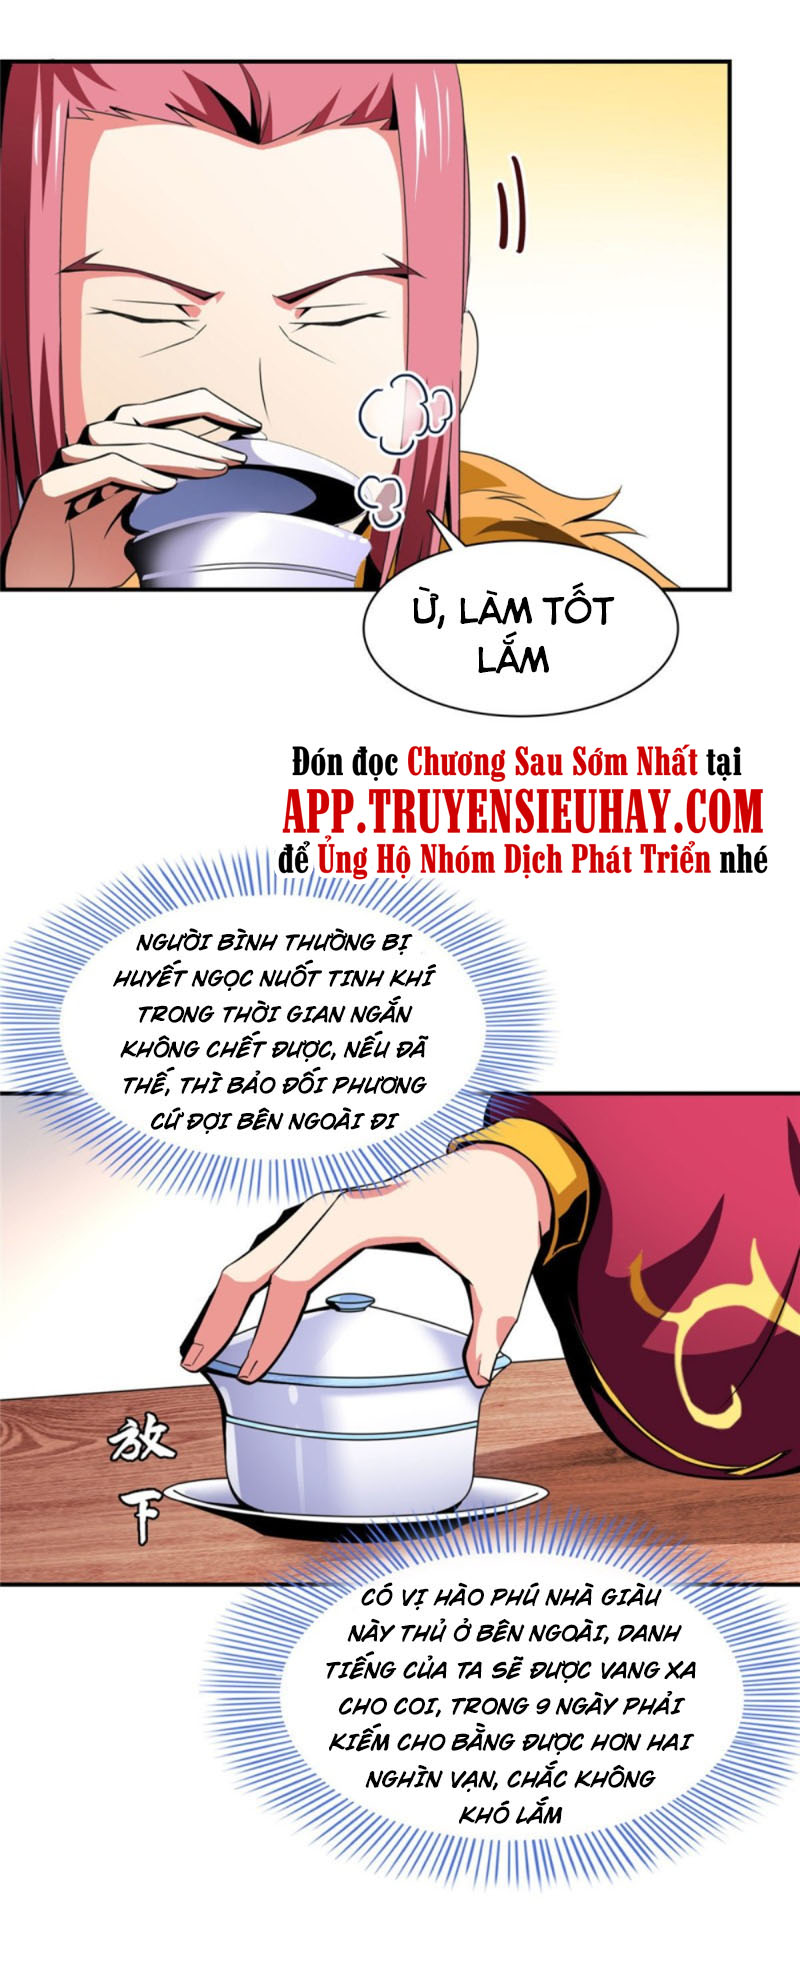 Ừ, LÀM TỐT
LẮM
Đón đọc Chương Sau Sớm Nhất tại
APP.TRUYENSIEUHAY.COM
để Ủng Hộ Nhóm Dịch Phát Triển nhé
NGƯỜI BÌNH THƯỜNG BỊ
HUYẾT NGỌC NUỐT TINH KHÍ
TRONG THỜI GIAN NGẮN
KHÔNG CHẾT ĐƯỢC, NẾU ĐÃ
THẾ, THÌ BẢO ĐỐI PHƯƠNG
CỨ ĐỢI BÊN NGOÀI ĐI
放
下
CÓ VỊ HÀO PHÚ NHÀ GIÀU
NÀY THỦ Ở BÊN NGOÀI, DANH
TIẾNG CỦA TA SẼ ĐƯỢC VANG XA
CHO COI, TRONG 9 NGÀY PHẢI
KIẾM CHO BẰNG ĐƯỢC HƠN HAI
NGHÌN VẠN, CHẮC KHÔNG
KHÓ LẮM